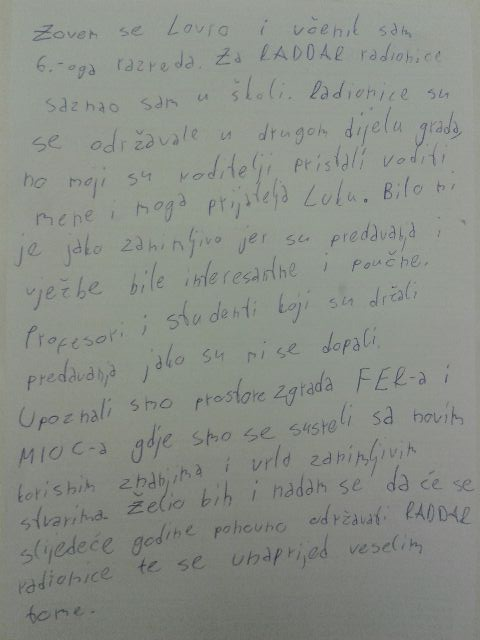 Zovem se Lovro i učenik sam
6.-oga razreda. Za RADDAR radionice
saznao sam u školi. Radionice su
se održavale u drugom dijelu grada,
no moji su roditelji pristali voditi
mene i moga prijatelja Luku. Bilo mi
je jako zanimljivo jer su predavanja i
vježbe bile interesantne i poučne.
Profesori i studenti koji su držali
predavanja jako su mi se dopali.
Upoznali smo prostore zgrada FER-a i
MIOC-a gdje smo se susreli sa novim
korisnim znanjima i vrlo zanimljivim
stvarima. Želio bih i nadam se da će se
slijedeće godine ponovno održavati RADDAR
radionice te se unaprijed veselim
tome.